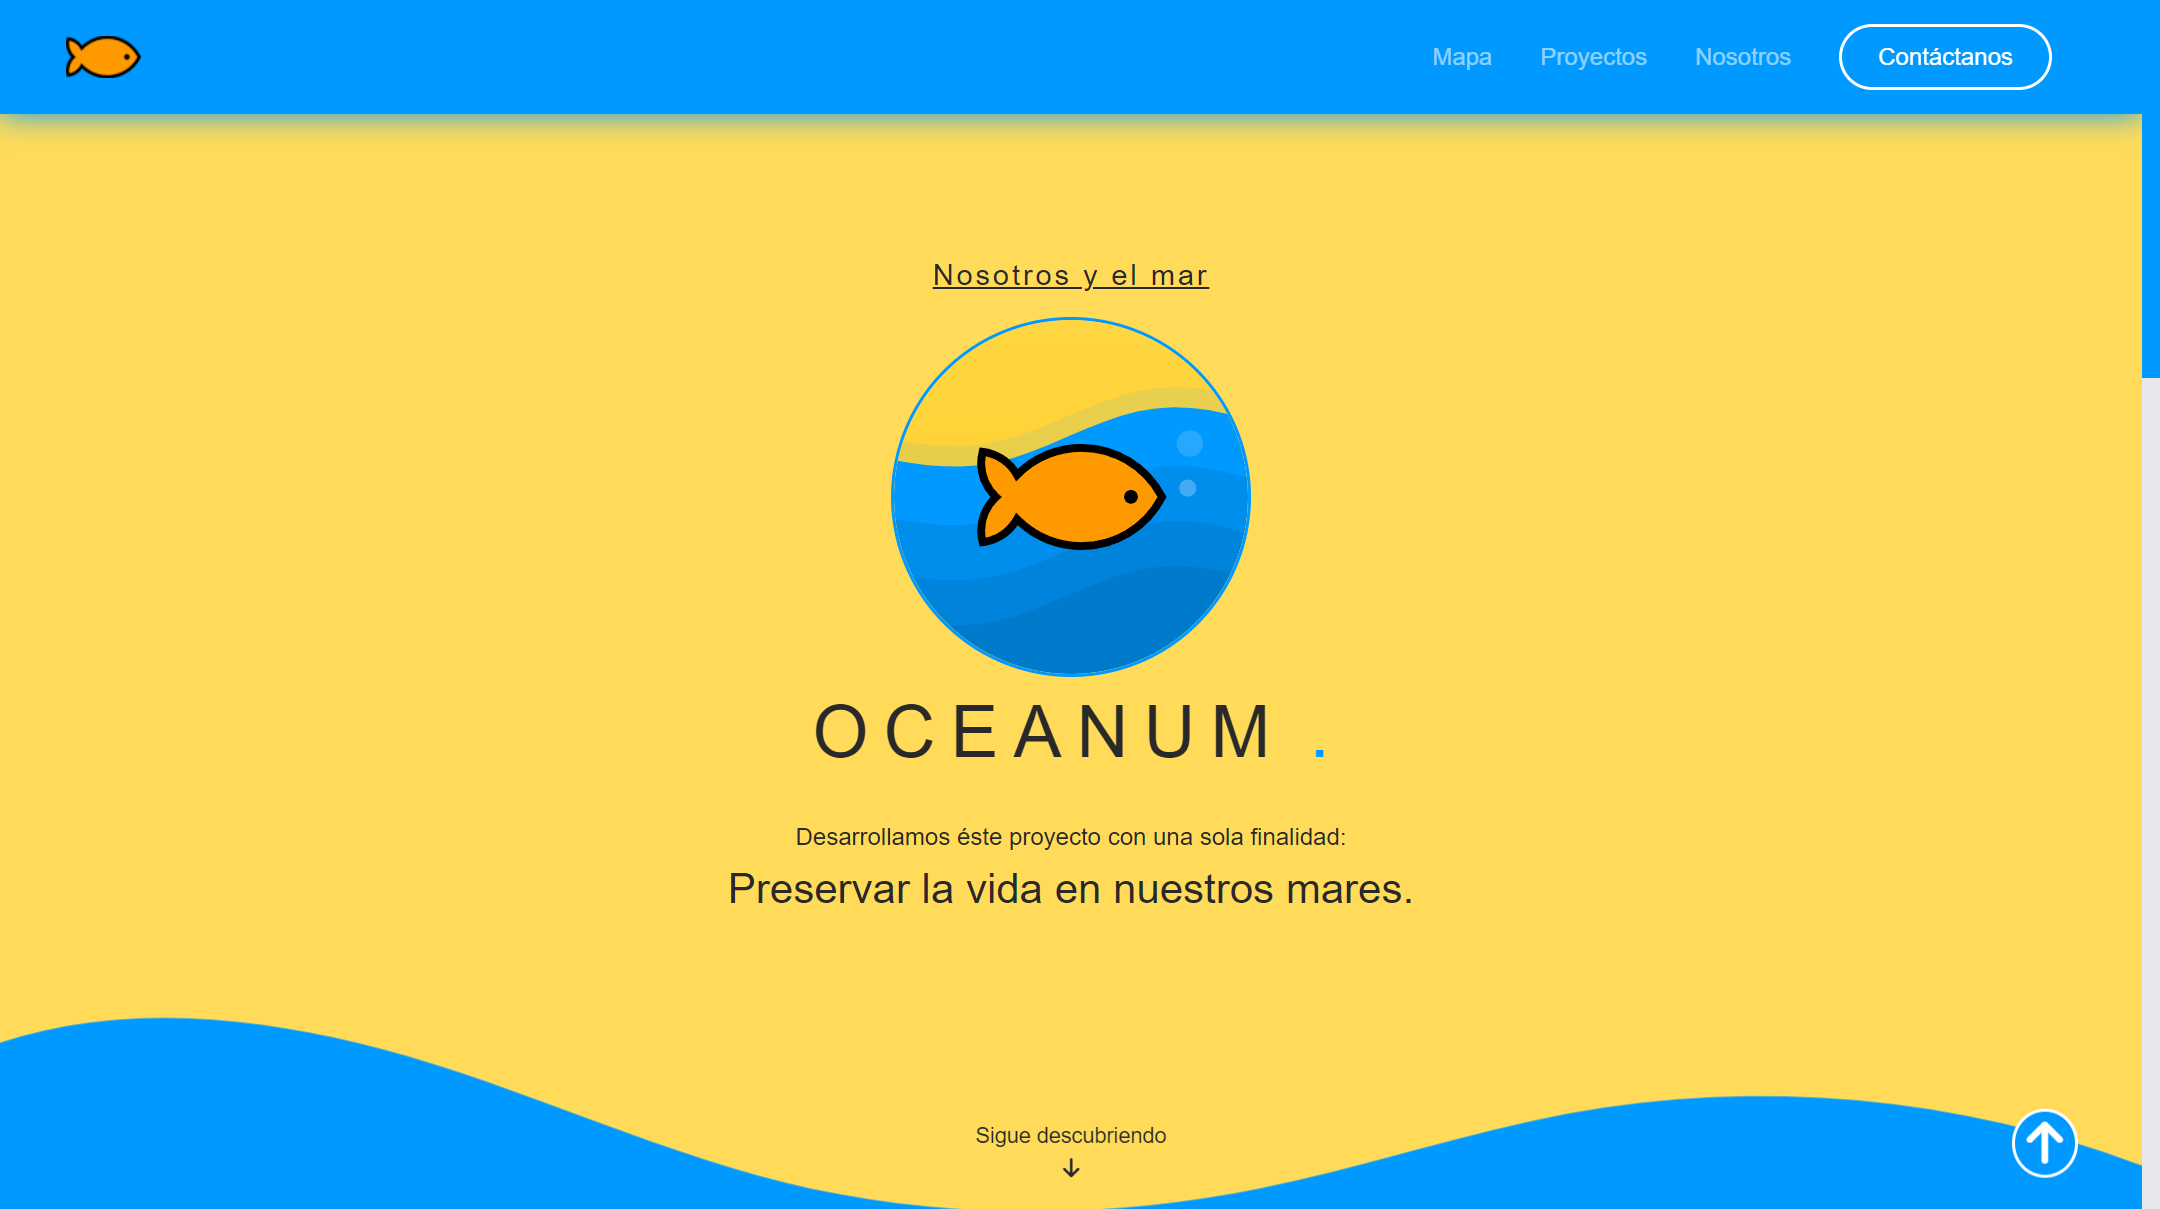 Mapa Proyectos Nosotros Contáctanos
Nosotros y el mar
OCEANUM .
Desarrollamos éste proyecto con una sola finalidad:
Preservar la vida en nuestros mares.
Sigue descubriendo